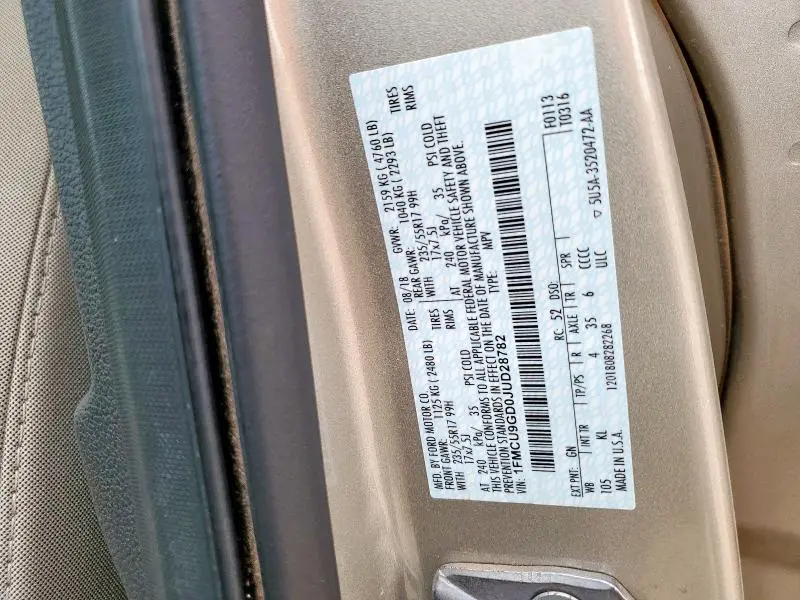 MFD. BY FORD MOTOR CO. DATE: 08/18 GVWR: 2159 KG ( 4760 LB)
FRONT GAWR: 1125 KG ( 2480 LB) REAR GAWR: 1040 KG ( 2293 LB)
WITH 235/55R17 99H TIRES WITH 235/55R17 99H TIRES
17x7.5J RIMS 17x7.5J RIMS
AT 240 kPa/ 35 PSI COLD AT 240 kPa/ 35 PSI COLD
THIS VEHICLE CONFORMS TO ALL APPLICABLE FEDERAL MOTOR VEHICLE SAFETY AND THEFT
PREVENTION STANDARDS IN EFFECT ON THE DATE OF MANUFACTURE SHOWN ABOVE.
VIN: 1FMCU9GD0JUD28782 TYPE: MPV
F0113
T0316
EXT PNT: GN RC: 52 DSO:
WB INT TR TP/PS R AXLE TR SPR
105 KL 4 35 6 CCCC
ULC
MADE IN U.S.A. 1201808282268 5U5A-3520472-AA